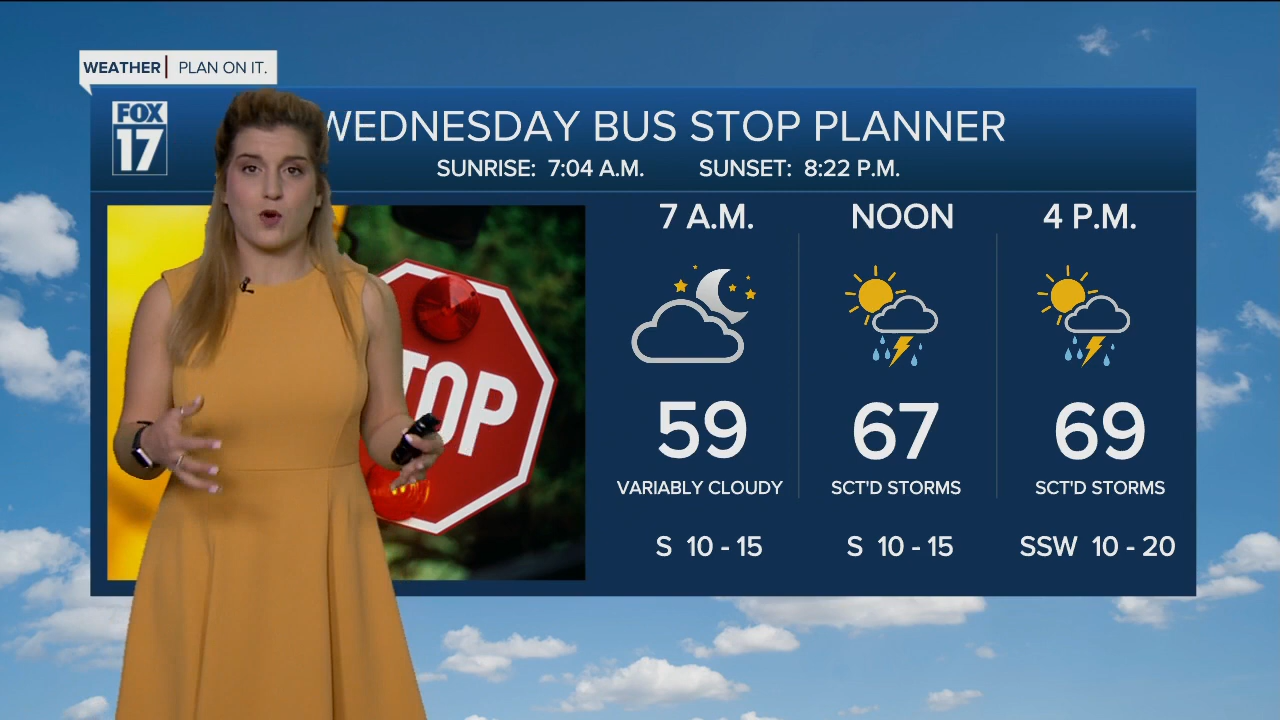 WEATHER | PLAN ON IT.
FOX
17
WEDNESDAY BUS STOP PLANNER
SUNRISE: 7:04 A.M. SUNSET: 8:22 P.M.
7 A.M. NOON 4 P.M.
TOP
59 67 69
VARIABLY CLOUDY SCT'D STORMS SCT'D STORMS
S 10 - 15 S 10 - 15 SSW 10 - 20